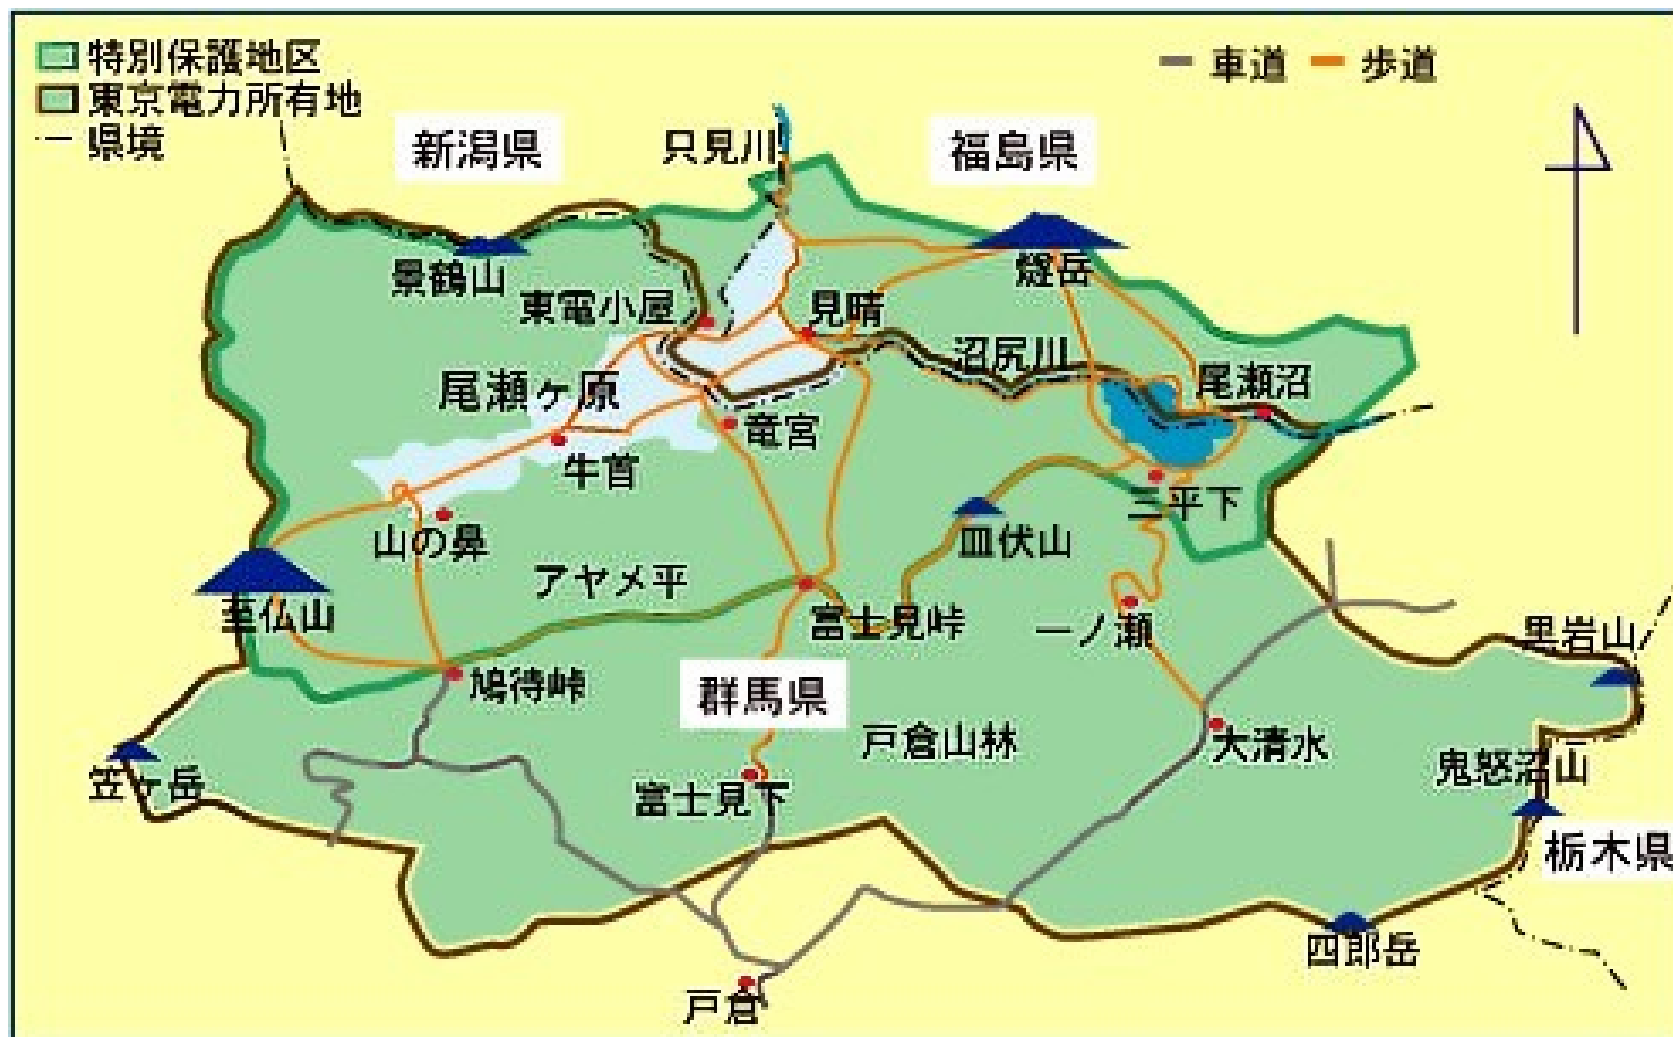 特別保護地区
東京電力所有地
県境
車道
歩道
新潟県
只見川
福島県
景鶴山
燧岳
東電小屋
見晴
沼尻川
尾瀬ヶ原
尾瀬沼
竜宮
牛首
三平下
山の鼻
皿伏山
アヤメ平
至仏山
富士見峠
一ノ瀬
黒岩山
鳩待峠
群馬県
戸倉山林
大清水
笠ヶ岳
鬼怒沼山
富士見下
栃木県
四郎岳
戸倉